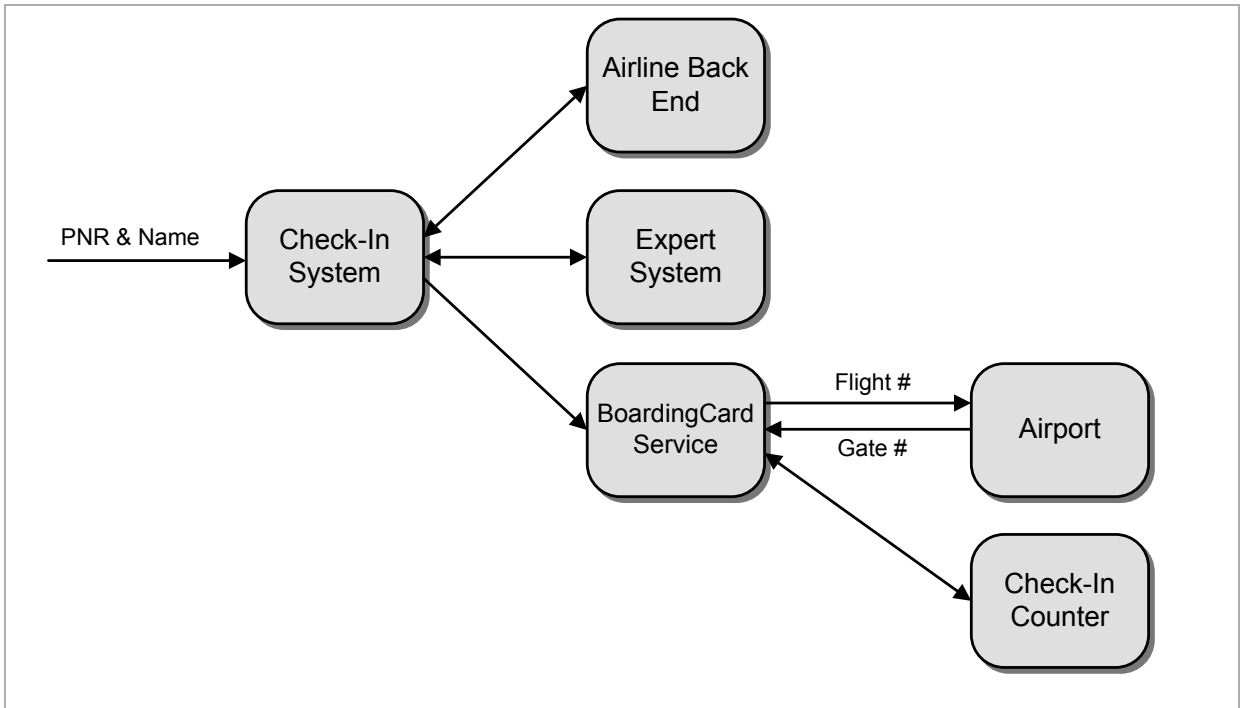 Airline Back
End
PNR & Name
Check-In
System
Expert
System
BoardingCard
Service
Flight #
Gate #
Airport
Check-In
Counter